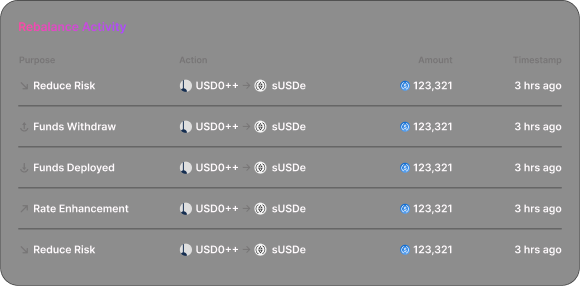 Rebalance Activity
Purpose Action Amount Timestamp
Reduce Risk USD0++ → sUSDe 123,321 3 hrs ago
Funds Withdraw USD0++ → sUSDe 123,321 3 hrs ago
Funds Deployed USD0++ → sUSDe 123,321 3 hrs ago
Rate Enhancement USD0++ → sUSDe 123,321 3 hrs ago
Reduce Risk USD0++ → sUSDe 123,321 3 hrs ago